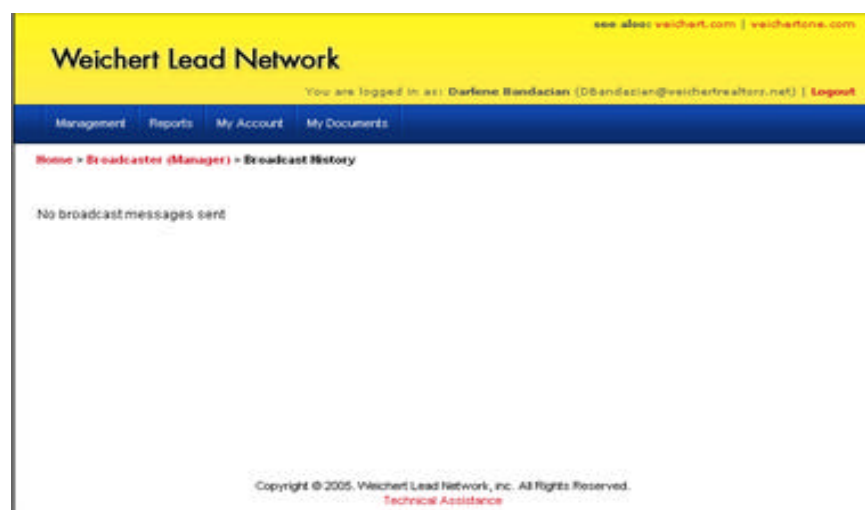 see also: weichert.com | weichertone.com
Weichert Lead Network
You are logged in as: Darlene Bandazian (DBandazian@weichertrealtors.net) | Logout
Management Reports My Account My Documents
Home > Broadcaster (Manager) > Broadcast History
No broadcast messages sent
Copyright © 2005. Weichert Lead Network, inc. All Rights Reserved.
Technical Assistance